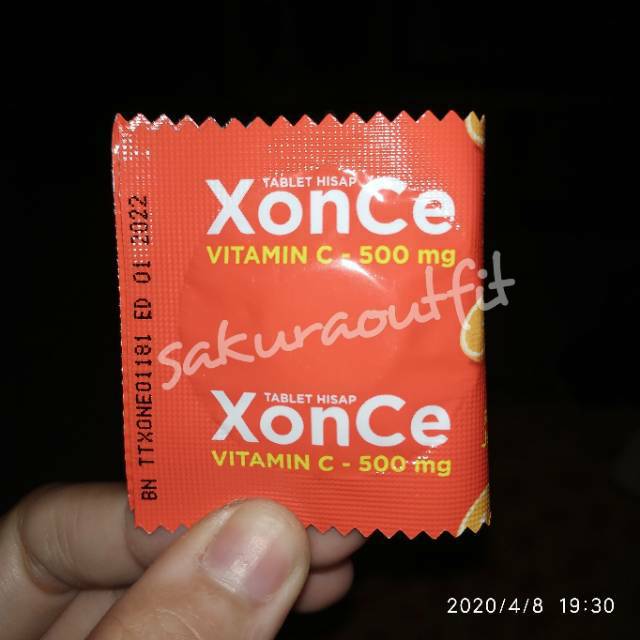 TABLET HISAP
XonCe
VITAMIN C - 500 mg
sakuraoutfit
TABLET HISAP
XonCe
VITAMIN C - 500 mg
BN TTXONE01181 ED 01 2022
2020/4/8 19:30